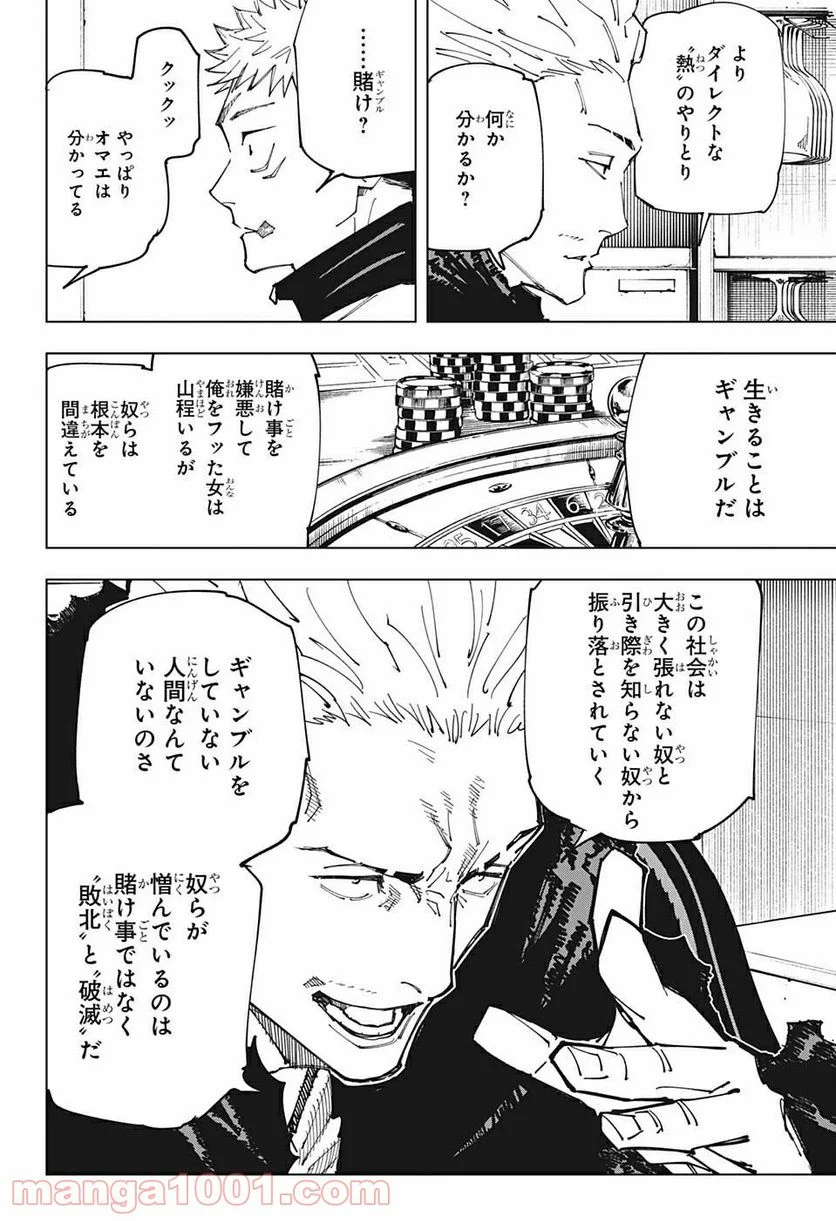 より
ダイレクトな
〝熱〟のやりとり
何か
分かるか?
……
賭け?
クックッ
やっぱり
オマエは
分かってる
生きることは
ギャンブルだ
賭け事を
嫌悪して
俺をフッた女は
山程いるが
奴らは
根本を
間違えている
この社会は
大きく張れない奴と
引き際を知らない奴から
振り落とされていく
ギャンブルを
していない
人間なんて
いないのさ
奴らが
憎んでいるのは
賭け事ではなく
〝敗北〟と〝破滅〟だ
25
17
34
6
manga1001.com